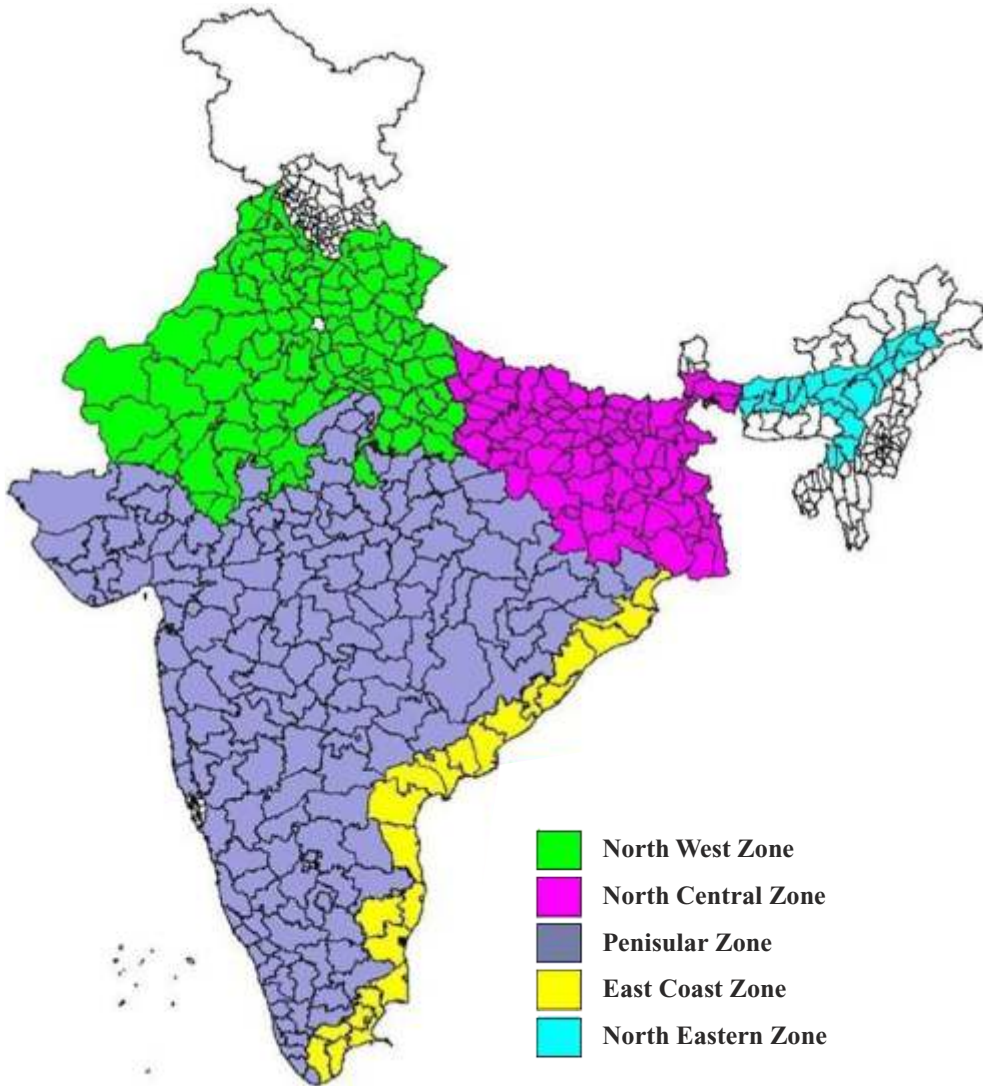 North West Zone
North Central Zone
Penisular Zone
East Coast Zone
North Eastern Zone